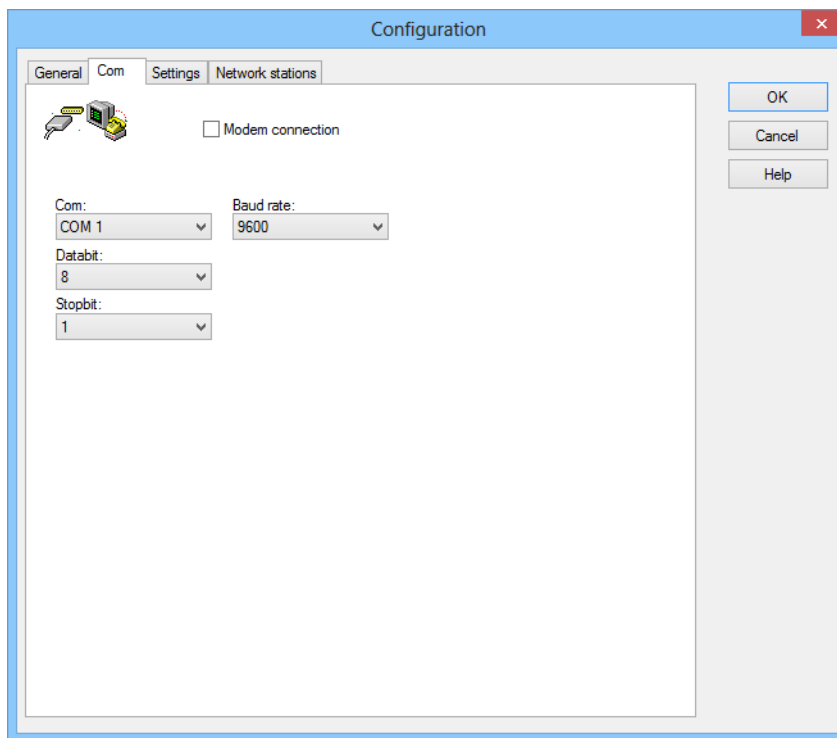 Configuration
General Com Settings Network stations
OK
Modem connection
Cancel
Help
Com: Baud rate:
COM 1 9600
Databit:
8
Stopbit:
1